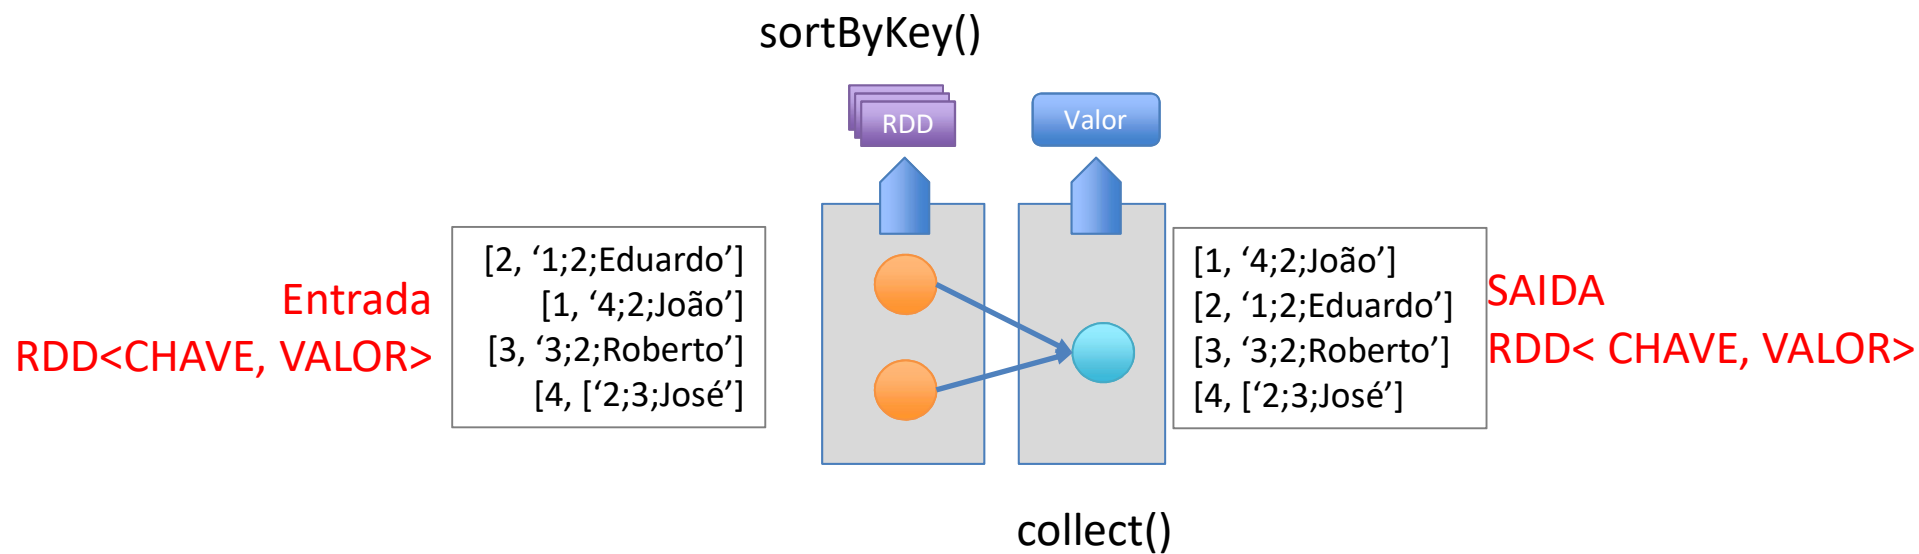 sortByKey()
RDD
Valor
Entrada
RDD<CHAVE, VALOR>
[2, ‘1;2;Eduardo’]
[1, ‘4;2;João’]
[3, ‘3;2;Roberto’]
[4, [‘2;3;José’]
[1, ‘4;2;João’]
[2, ‘1;2;Eduardo’]
[3, ‘3;2;Roberto’]
[4, [‘2;3;José’]
SAIDA
RDD< CHAVE, VALOR>
collect()